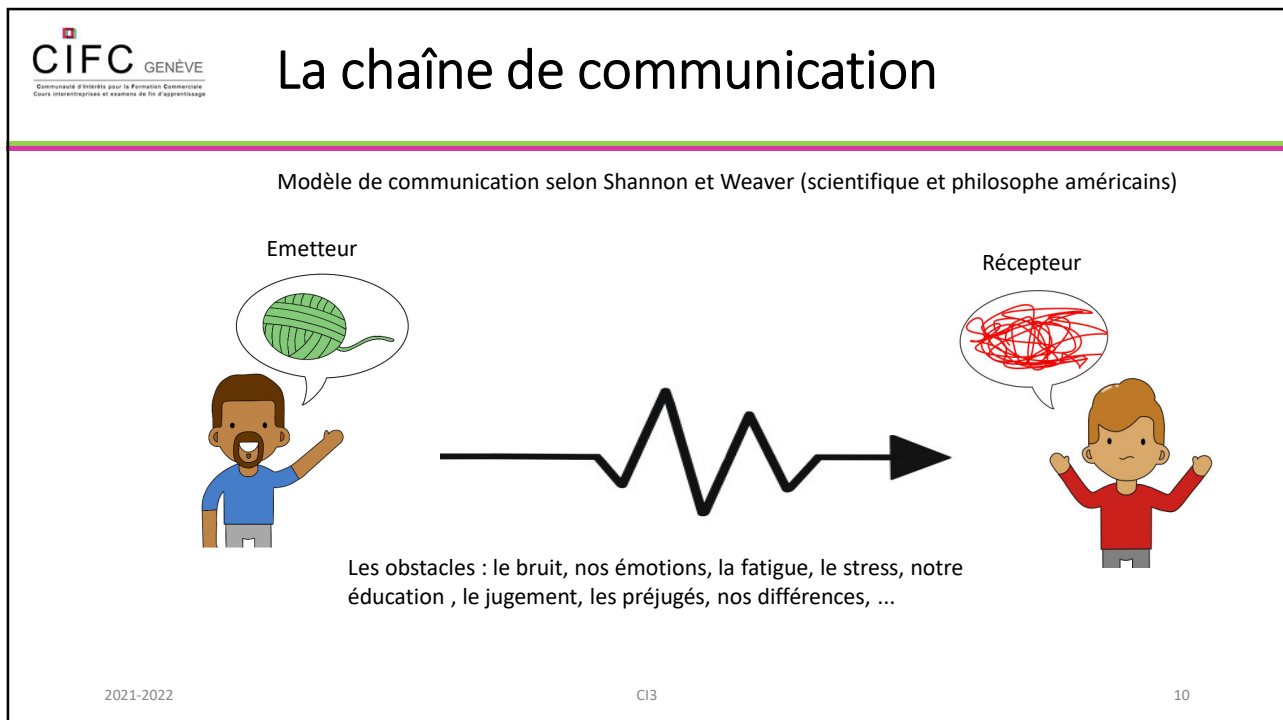 CIFC GENÈVE
Communauté d'Intérêts pour la Formation Commerciale
Cours interentreprises et examens de fin d'apprentissage
La chaîne de communication
Modèle de communication selon Shannon et Weaver (scientifique et philosophe américains)
Emetteur
Récepteur
Les obstacles : le bruit, nos émotions, la fatigue, le stress, notre
éducation , le jugement, les préjugés, nos différences, ...
2021-2022
CI3
10